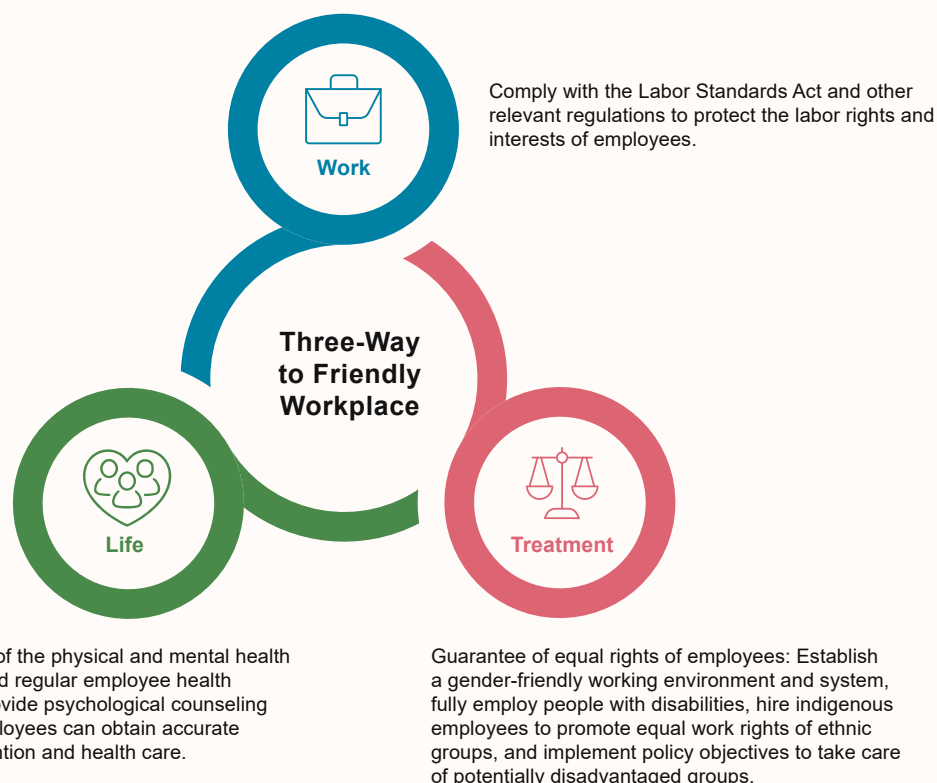 Comply with the Labor Standards Act and other
relevant regulations to protect the labor rights and
interests of employees.
Work
Three-Way
to Friendly
Workplace
Life
Treatment
of the physical and mental health
regular employee health
psychological counseling
can obtain accurate
and health care.
Guarantee of equal rights of employees: Establish
a gender-friendly working environment and system,
fully employ people with disabilities, hire indigenous
employees to promote equal work rights of ethnic
groups, and implement policy objectives to take care
of potentially disadvantaged groups.